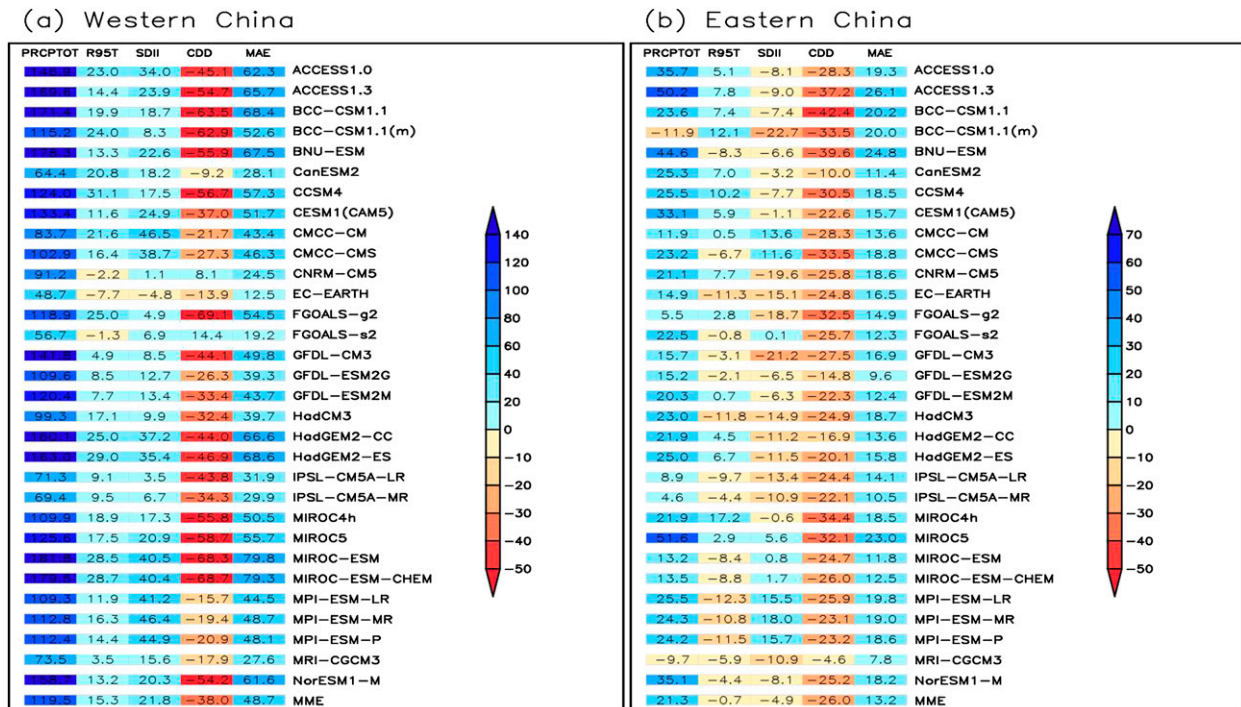 (a) Western China
PRCPTOT R95T SDII CDD MAE
146.9 23.0 34.0 −45.1 62.3 ACCESS1.0
169.6 14.4 23.9 −54.7 65.7 ACCESS1.3
171.4 19.9 18.7 −63.5 68.4 BCC−CSM1.1
115.2 24.0 8.3 −62.9 52.6 BCC−CSM1.1(m)
178.3 13.3 22.6 −55.9 67.5 BNU−ESM
64.4 20.8 18.2 −9.2 28.1 CanESM2
124.0 31.1 17.5 −56.7 57.3 CCSM4
133.4 11.6 24.9 −37.0 51.7 CESM1(CAM5)
83.7 21.6 46.5 −21.7 43.4 CMCC−CM
102.9 16.4 38.7 −27.3 46.3 CMCC−CMS
91.2 −2.2 1.1 8.1 24.5 CNRM−CM5
48.7 −7.7 −4.8 −13.9 12.5 EC−EARTH
118.9 25.0 4.9 −69.1 54.5 FGOALS−g2
56.7 −1.3 6.9 14.4 19.2 FGOALS−s2
141.8 4.9 8.5 −44.1 49.8 GFDL−CM3
109.6 8.5 12.7 −26.3 39.3 GFDL−ESM2G
120.4 7.7 13.4 −33.4 43.7 GFDL−ESM2M
99.3 17.1 9.9 −32.4 39.7 HadCM3
160.1 25.0 37.2 −44.0 66.6 HadGEM2−CC
163.0 29.0 35.4 −46.9 68.6 HadGEM2−ES
71.3 9.1 3.5 −43.8 31.9 IPSL−CM5A−LR
69.4 9.5 6.7 −34.3 29.9 IPSL−CM5A−MR
109.9 18.9 17.3 −55.8 50.5 MIROC4h
125.6 17.5 20.9 −58.7 55.7 MIROC5
181.8 28.5 40.5 −68.3 79.8 MIROC−ESM
179.5 28.7 40.4 −68.7 79.3 MIROC−ESM−CHEM
109.3 11.9 41.2 −15.7 44.5 MPI−ESM−LR
112.8 16.3 46.4 −19.4 48.7 MPI−ESM−MR
112.4 14.4 44.9 −20.9 48.1 MPI−ESM−P
73.5 3.5 15.6 −17.9 27.6 MRI−CGCM3
158.7 13.2 20.3 −54.2 61.6 NorESM1−M
119.5 15.3 21.8 −38.0 48.7 MME
140
120
100
80
60
40
20
0
−10
−20
−30
−40
−50
(b) Eastern China
PRCPTOT R95T SDII CDD MAE
35.7 5.1 −8.1 −28.3 19.3 ACCESS1.0
50.2 7.8 −9.0 −37.2 26.1 ACCESS1.3
23.6 7.4 −7.4 −42.4 20.2 BCC−CSM1.1
−11.9 12.1 −22.7 −33.5 20.0 BCC−CSM1.1(m)
44.6 −8.3 −6.6 −39.6 24.8 BNU−ESM
25.3 7.0 −3.2 −10.0 11.4 CanESM2
25.5 10.2 −7.7 −30.5 18.5 CCSM4
33.1 5.9 −1.1 −22.6 15.7 CESM1(CAM5)
11.9 0.5 13.6 −28.3 13.6 CMCC−CM
23.2 −6.7 11.6 −33.5 18.8 CMCC−CMS
21.1 7.7 −19.6 −25.8 18.6 CNRM−CM5
14.9 −11.3 −15.1 −24.8 16.5 EC−EARTH
5.5 2.8 −18.7 −32.5 14.9 FGOALS−g2
22.5 −0.8 0.1 −25.7 12.3 FGOALS−s2
15.7 −3.1 −21.2 −27.5 16.9 GFDL−CM3
15.2 −2.1 −6.5 −14.8 9.6 GFDL−ESM2G
20.3 0.7 −6.3 −22.3 12.4 GFDL−ESM2M
23.0 −11.8 −14.9 −24.9 18.7 HadCM3
21.9 4.5 −11.2 −16.9 13.6 HadGEM2−CC
25.0 6.7 −11.5 −20.1 15.8 HadGEM2−ES
8.9 −9.7 −13.4 −24.4 14.1 IPSL−CM5A−LR
4.6 −4.4 −10.9 −22.1 10.5 IPSL−CM5A−MR
21.9 17.2 −0.6 −34.4 18.5 MIROC4h
51.6 2.9 5.6 −32.1 23.0 MIROC5
13.2 −8.4 0.8 −24.7 11.8 MIROC−ESM
13.5 −8.8 1.7 −26.0 12.5 MIROC−ESM−CHEM
25.5 −12.3 15.5 −25.9 19.8 MPI−ESM−LR
24.3 −10.8 18.0 −23.1 19.0 MPI−ESM−MR
24.2 −11.5 15.7 −23.2 18.6 MPI−ESM−P
−9.7 −5.9 −10.9 −4.6 7.8 MRI−CGCM3
35.1 −4.4 −8.1 −25.2 18.2 NorESM1−M
21.3 −0.7 −4.9 −26.0 13.2 MME
70
60
50
40
30
20
10
0
−10
−20
−30
−40
−50